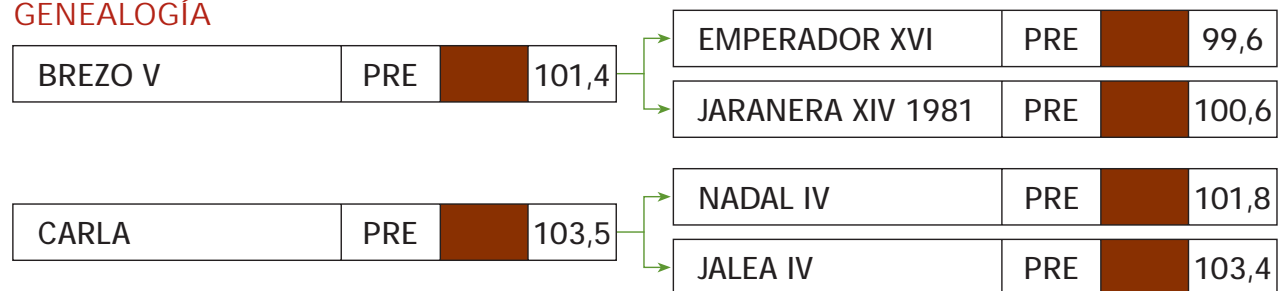 GENEALOGÍA
EMPERADOR XVI PRE 99,6
BREZO V PRE 101,4
JARANERA XIV 1981 PRE 100,6
NADAL IV PRE 101,8
CARLA PRE 103,5
JALEA IV PRE 103,4